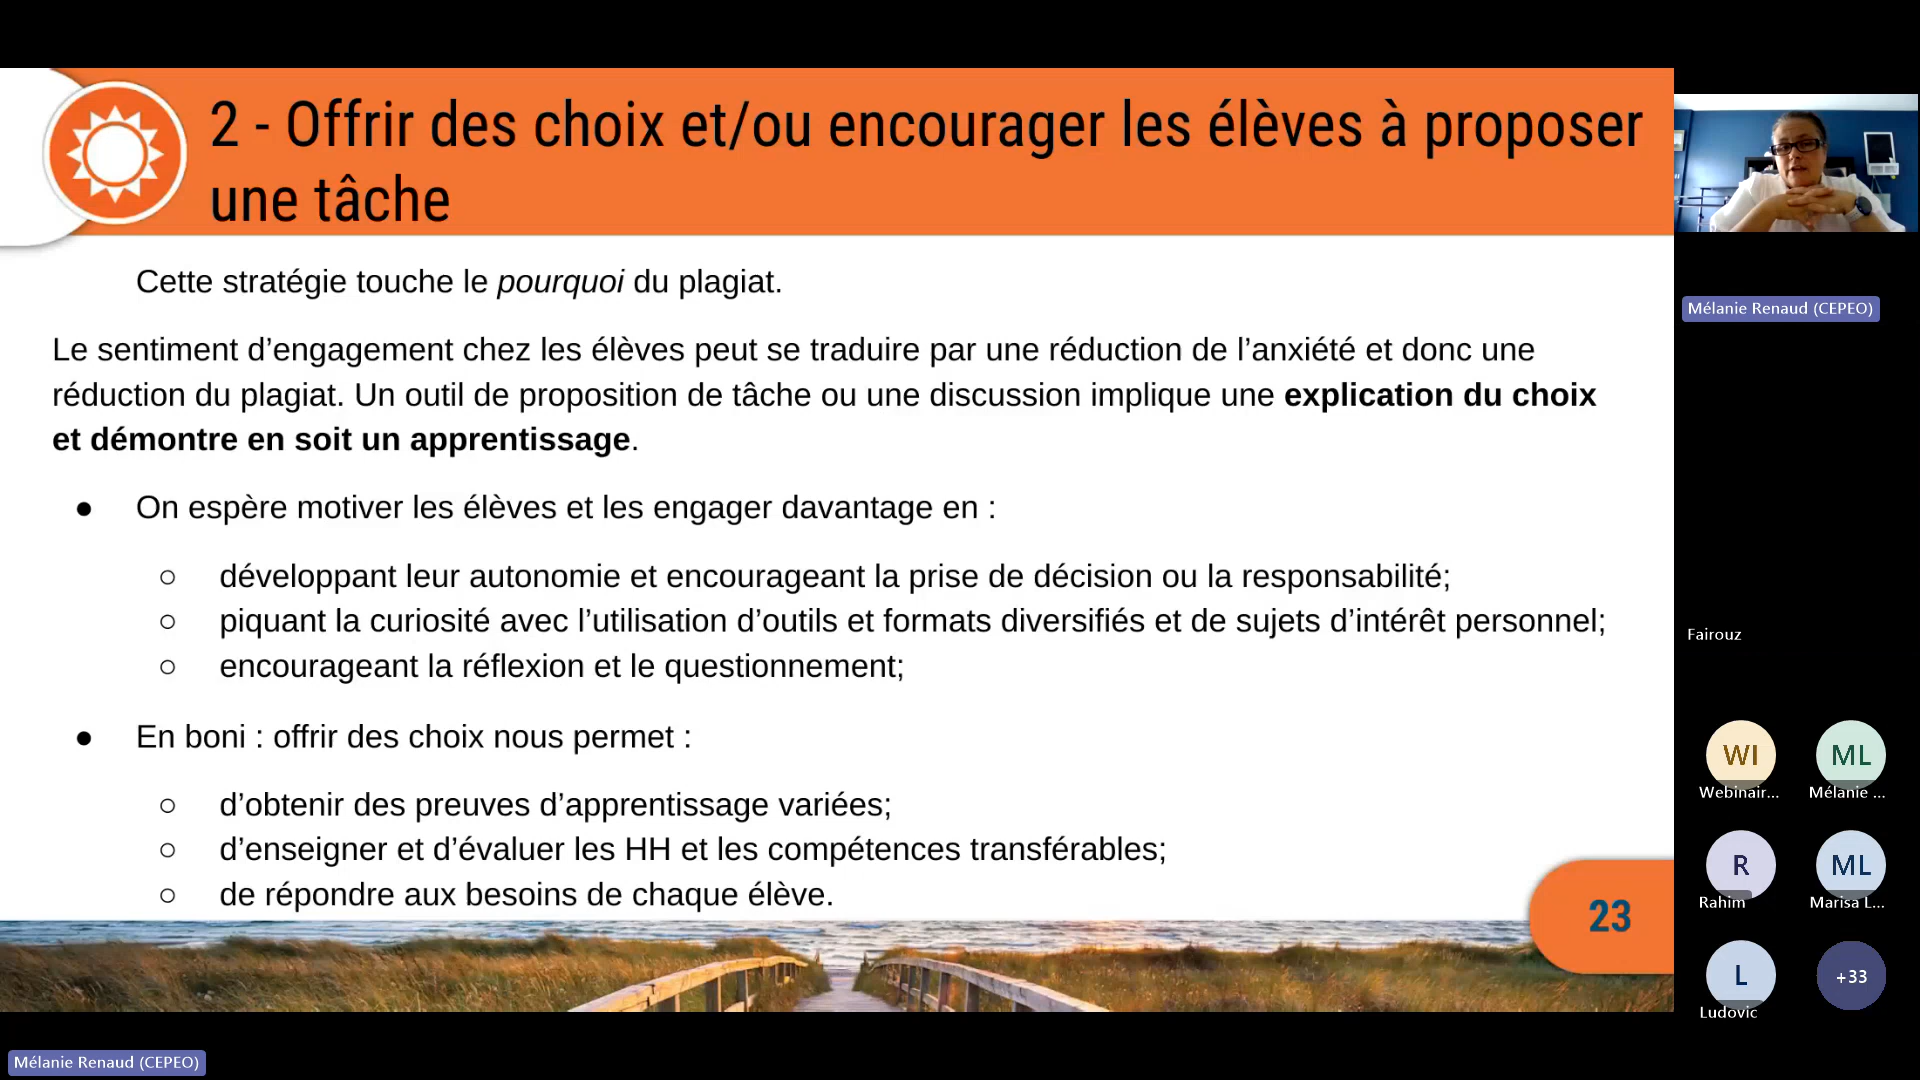 2 - Offrir des choix et/ou encourager les élèves à proposer
une tâche
Cette stratégie touche le pourquoi du plagiat.
Le sentiment d’engagement chez les élèves peut se traduire par une réduction de l’anxiété et donc une
réduction du plagiat. Un outil de proposition de tâche ou une discussion implique une explication du choix
et démontre en soit un apprentissage.
● On espère motiver les élèves et les engager davantage en :
○ développant leur autonomie et encourageant la prise de décision ou la responsabilité;
○ piquant la curiosité avec l’utilisation d’outils et formats diversifiés et de sujets d’intérêt personnel;
○ encourageant la réflexion et le questionnement;
● En boni : offrir des choix nous permet :
○ d’obtenir des preuves d’apprentissage variées;
○ d’enseigner et d’évaluer les HH et les compétences transférables;
○ de répondre aux besoins de chaque élève.
23
Mélanie Renaud (CEPEO)
Fairouz
WI
Webinair...
ML
Mélanie ...
R
Rahim
ML
Marisa L...
L
Ludovic
+33
Mélanie Renaud (CEPEO)